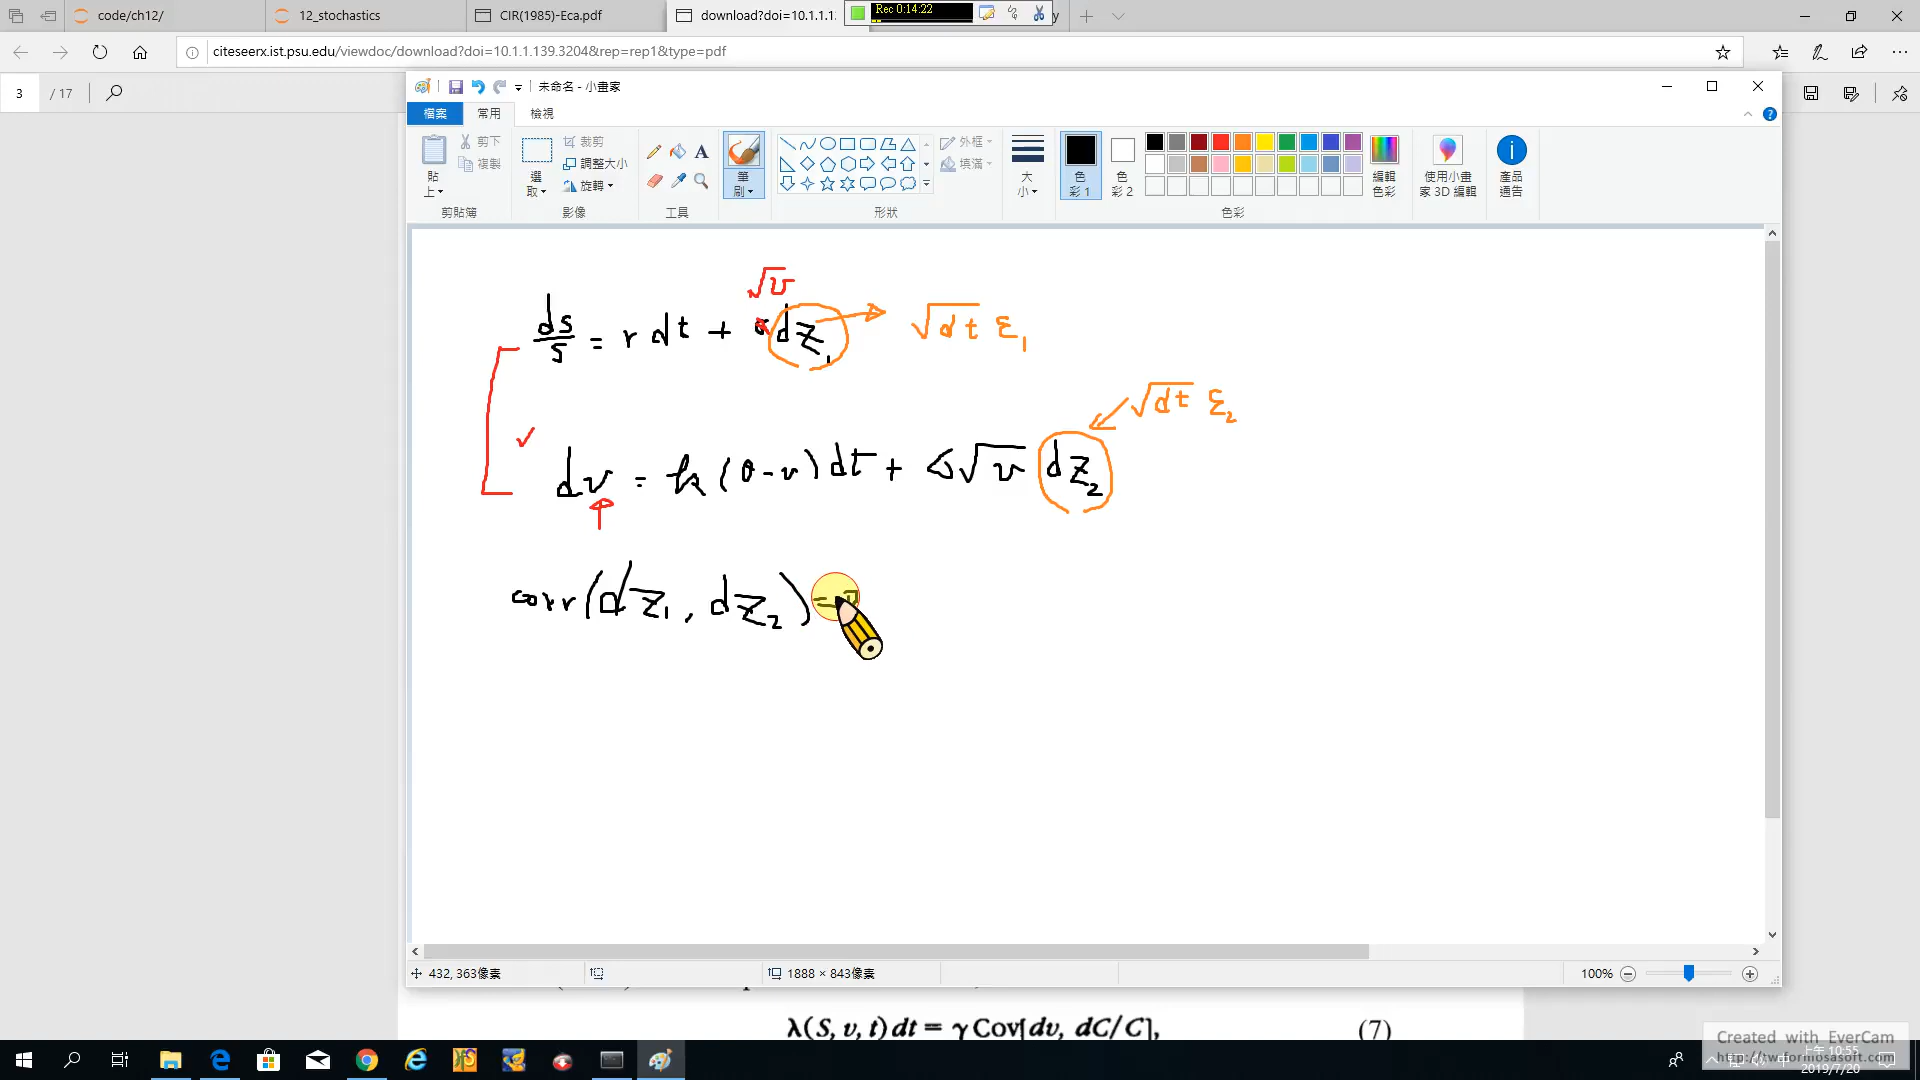 code/ch12/
12_stochastics
CIR(1985)-Eca.pdf
download?doi=10.1.1.1:
Rec 0:14:22
citeseerx.ist.psu.edu/viewdoc/download?doi=10.1.1.139.3204&rep=rep1&type=pdf
3 / 17
未命名 - 小畫家
檔案 常用 檢視
貼上 剪下 複製
選取 裁剪 調整大小 旋轉
A
筆刷
外框 填滿
大小
色彩 1
色彩 2
編輯色彩
使用小畫家 3D 編輯
產品通告
剪貼簿 影像 工具 形狀 色彩
√v
ds/s = r dt + dz₁ → √dt ε₁
√dt ε₂
✓ dv = k(θ-v)dt + σ√v dz₂
corr(dz₁, dz₂) =
432, 363像素
1888 × 843像素
100%
λ(S, v, t)dt = γ Cov[dv, dC/C], (7)
Created with EverCam
http://tw.formosasoft.com
上午 10:55
2019/7/20